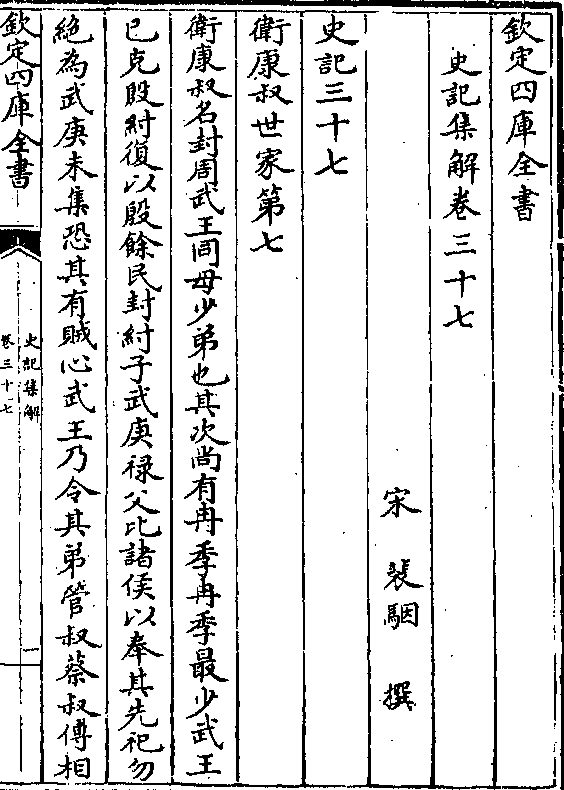 欽定四庫全書
史記集解卷三十七
宋 裴駰 撰
史記三十七
衛康叔世家第七
衛康叔名封周武王同母少弟也其次尚有冉季冉季最少武王
已克殷紂復以殷餘民封紂子武庚祿父比諸侯以奉其先祀勿
絕為武庚未集恐其有賊心武王乃令其弟管叔蔡叔傅相
欽定四庫全書
史記集解
卷三十七
一